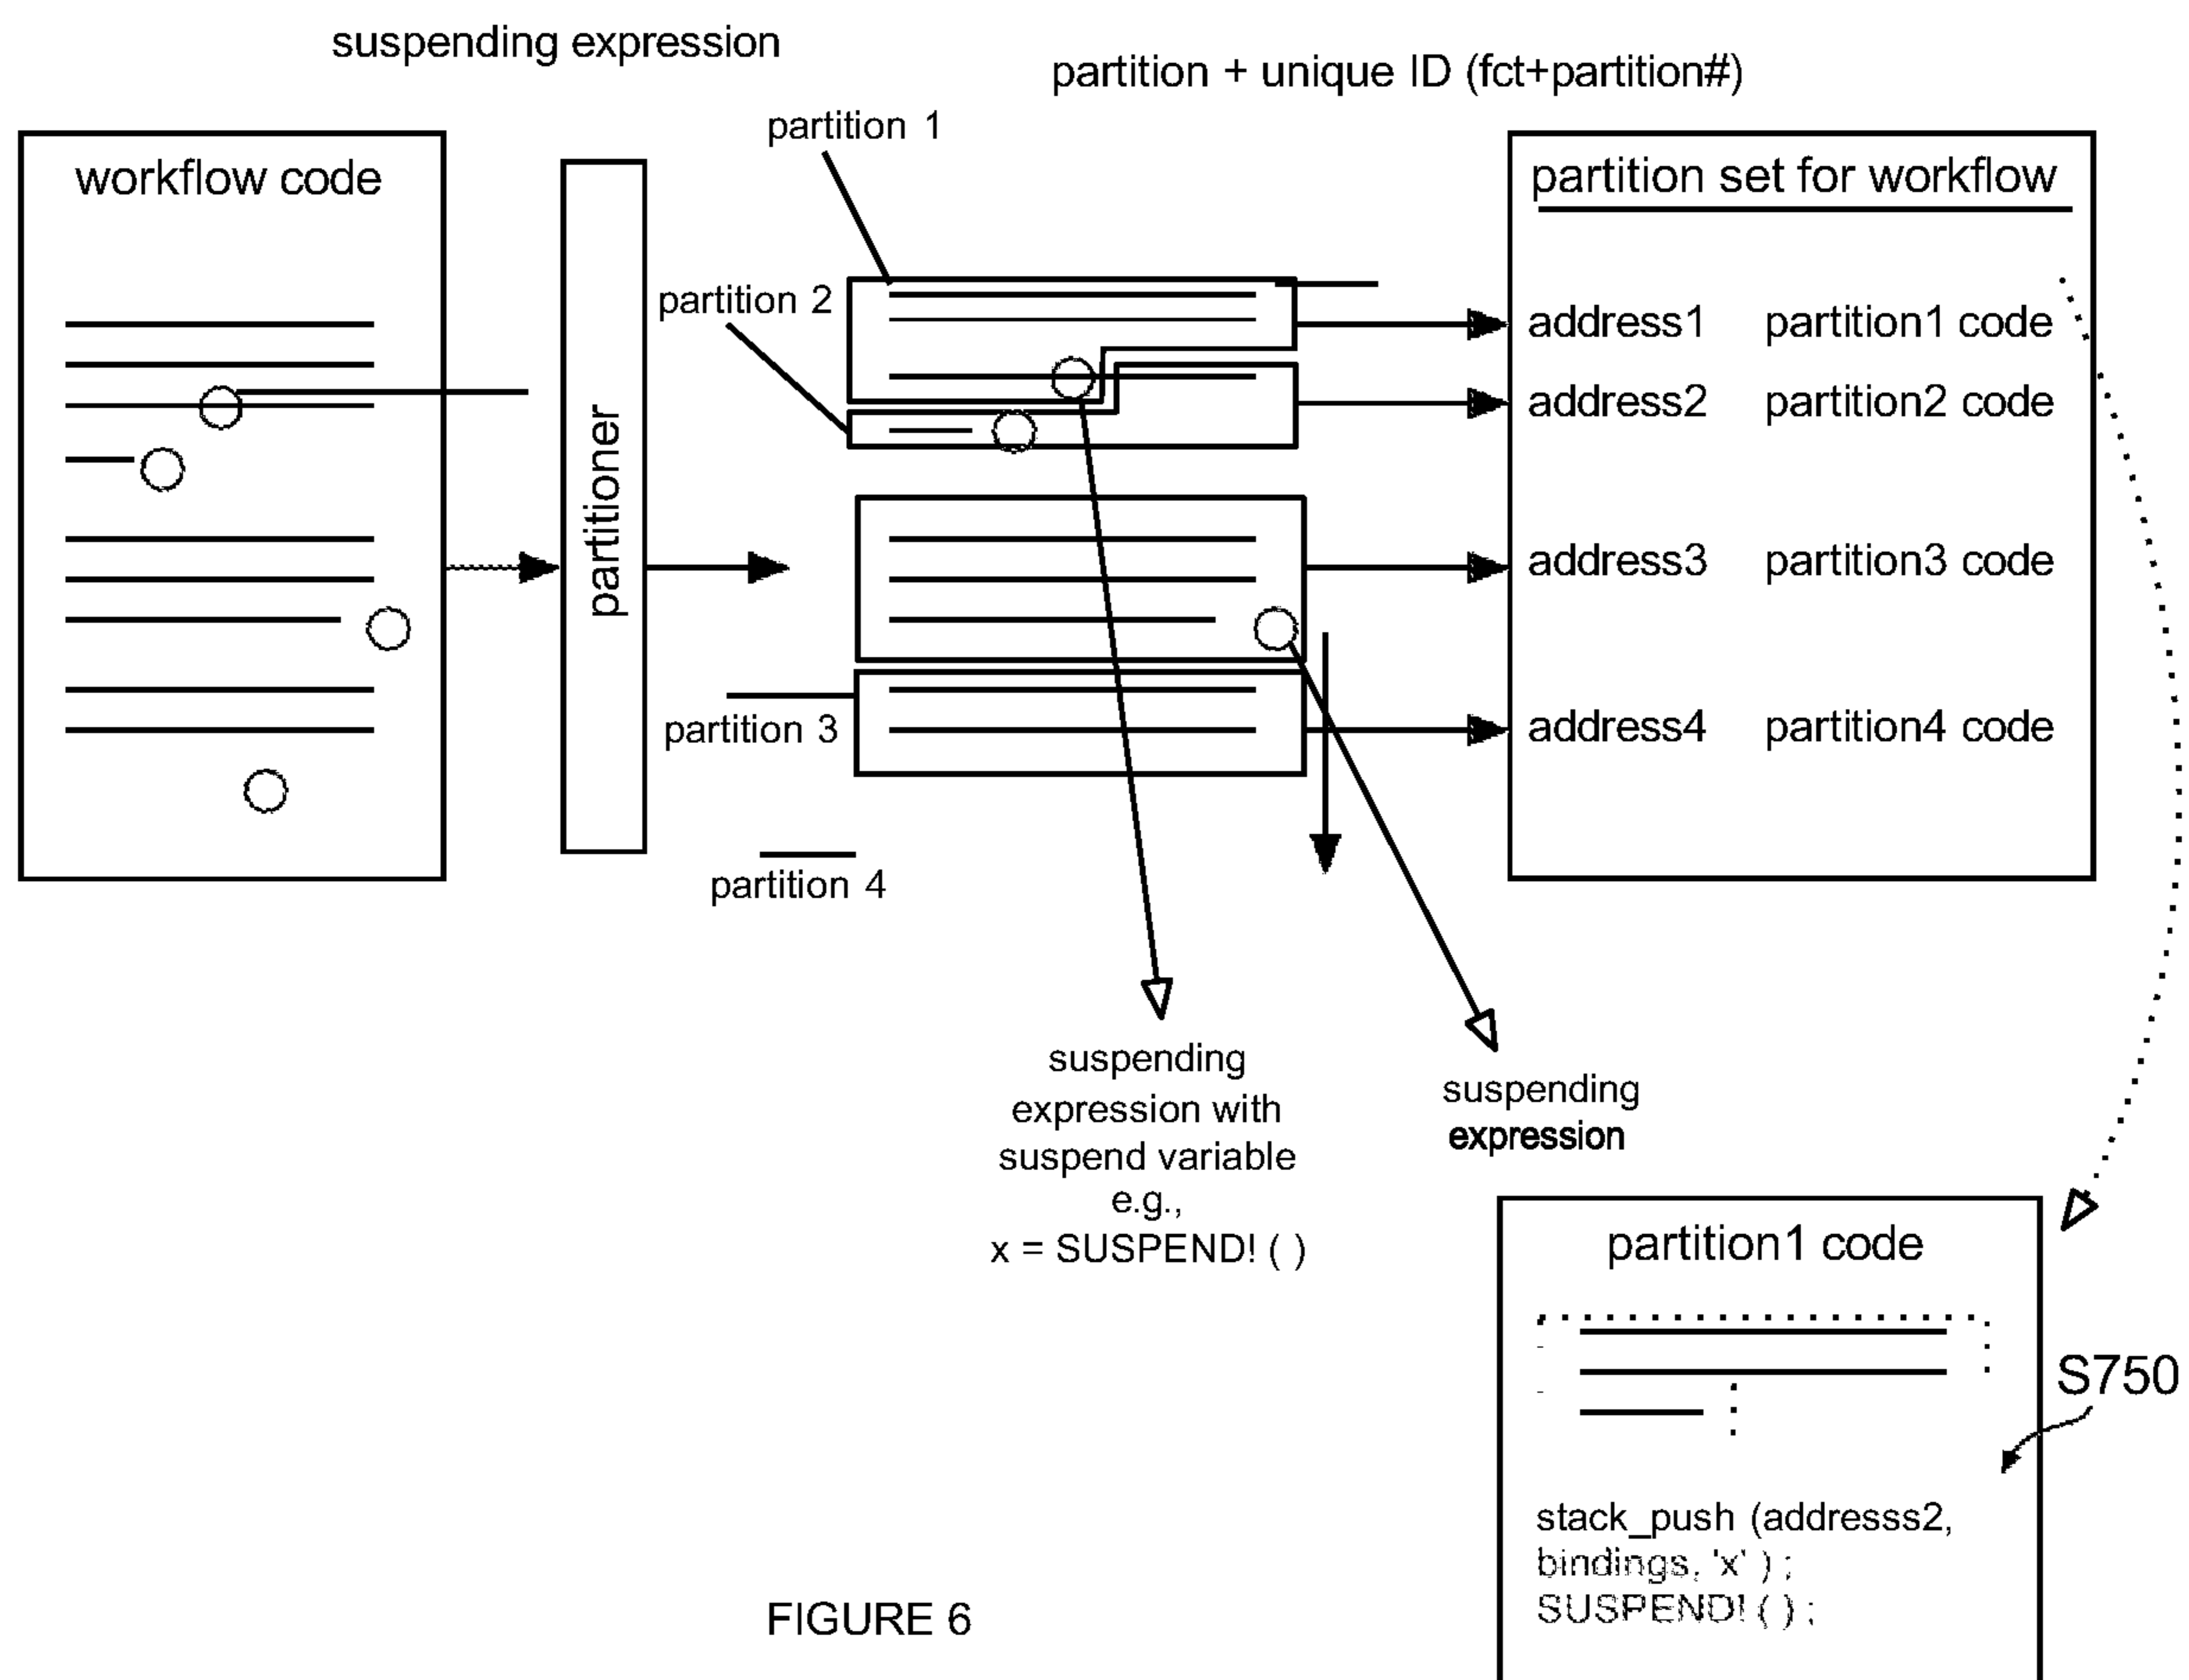 suspending expression
partition + unique ID (fct+partition#)
partition 1
workflow code
partition set for workflow
partition 2
address1 partition1 code
address2 partition2 code
partitioner
address3 partition3 code
partition 3
address4 partition4 code
partition 4
suspending
expression with
suspend variable
e.g.,
x = SUSPEND! ( )
suspending
expression
partition1 code
S750
stack_push (addresss2,
bindings, 'x' ) ;
SUSPEND! ( ) ;
FIGURE 6